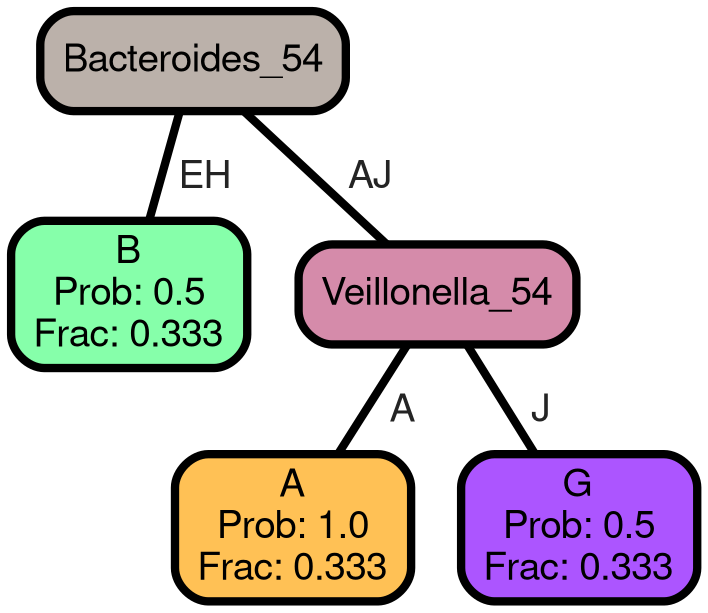 Bacteroides_54
EH
AJ
B
Prob: 0.5
Frac: 0.333
Veillonella_54
A
J
A
Prob: 1.0
Frac: 0.333
G
Prob: 0.5
Frac: 0.333